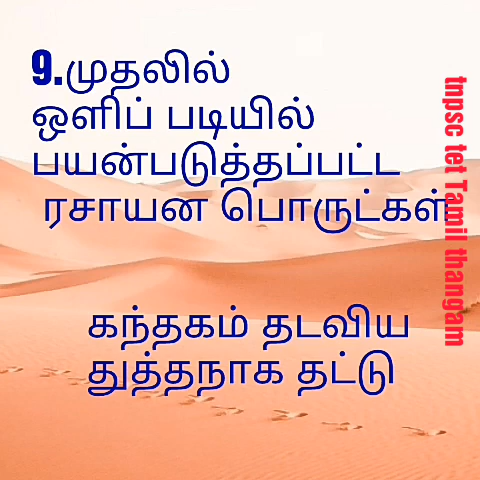 9.முதலில்
ஒளிப் படியில்
பயன்படுத்தப்பட்ட
ரசாயன பொருட்கள்
கந்தகம் தடவிய
துத்தநாக தட்டு
tnpsc tet Tamil thangam